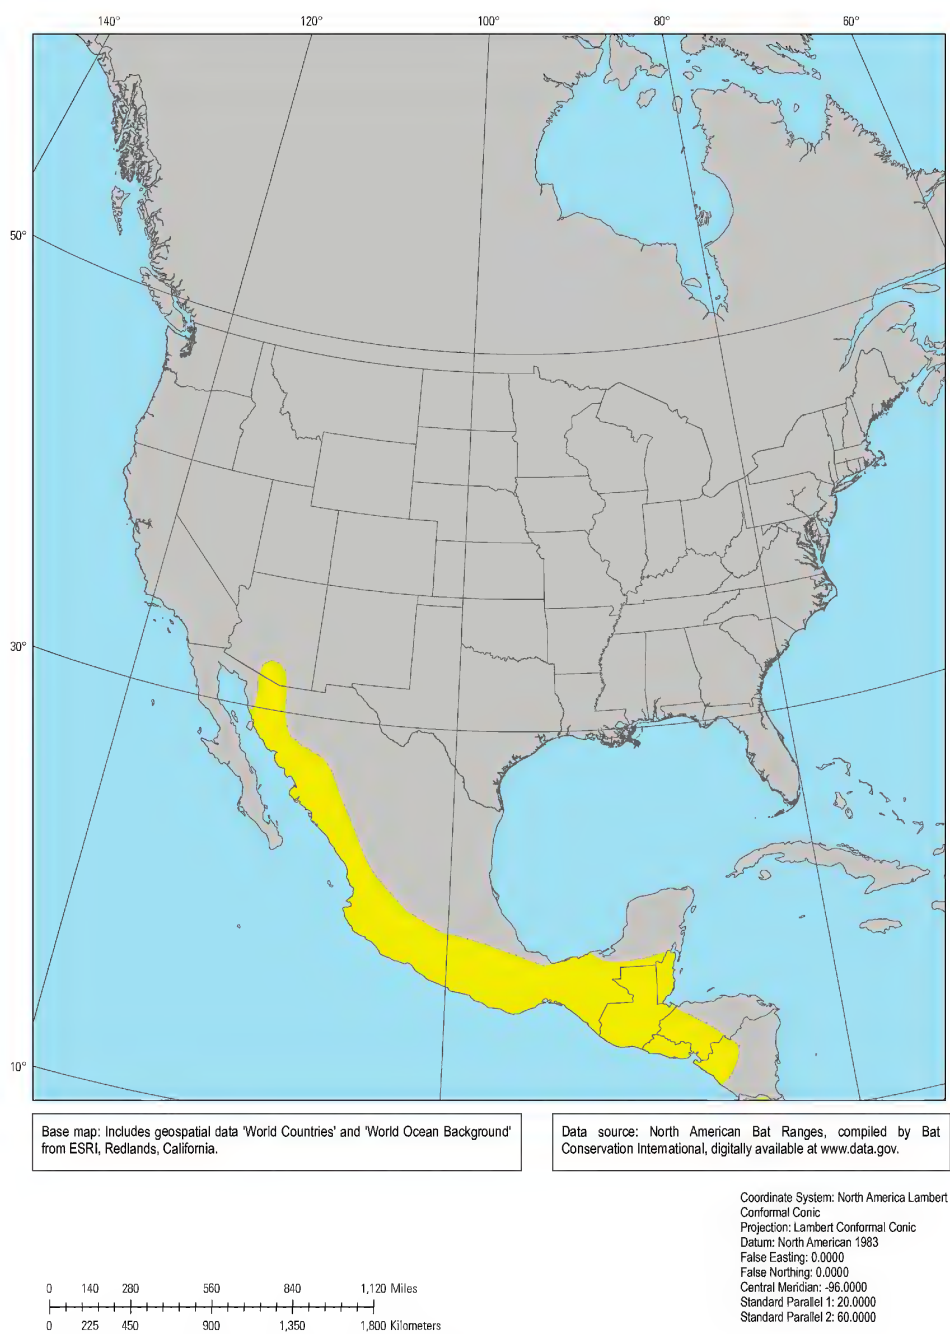 140° 120° 100° 80° 60°
50°
30°
10°
Base map: Includes geospatial data 'World Countries' and 'World Ocean Background'
from ESRI, Redlands, California.
Data source: North American Bat Ranges, compiled by Bat
Conservation International, digitally available at www.data.gov.
Coordinate System: North America Lambert
Conformal Conic
Projection: Lambert Conformal Conic
Datum: North American 1983
False Easting: 0.0000
False Northing: 0.0000
Central Meridian: -96.0000
Standard Parallel 1: 20.0000
Standard Parallel 2: 60.0000
0 140 280 560 840 1,120 Miles
0 225 450 900 1,350 1,800 Kilometers